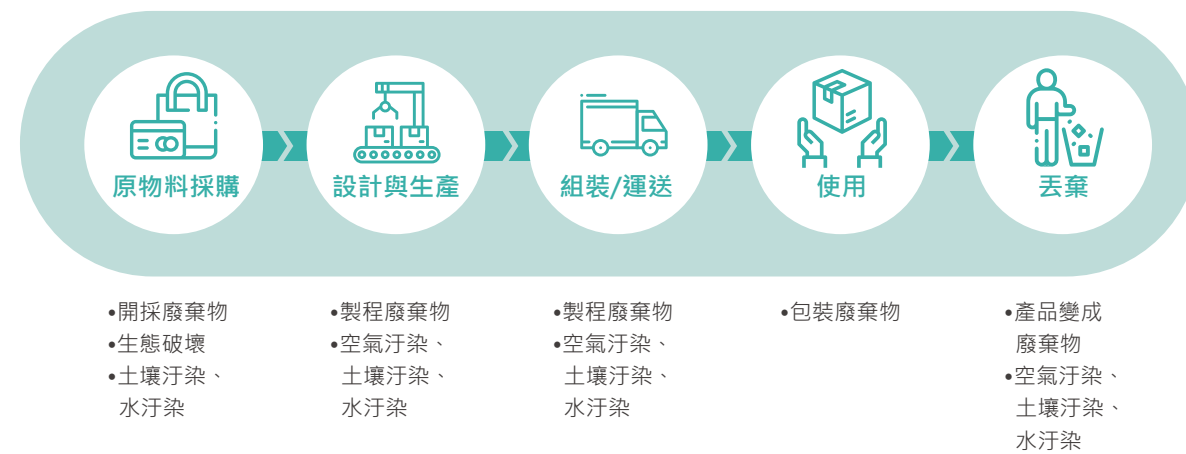 原物料採購
設計與生產
組裝/運送
使用
丟棄
•開採廢棄物
•生態破壞
•土壤汙染、
水汙染
•製程廢棄物
•空氣汙染、
土壤汙染、
水汙染
•製程廢棄物
•空氣汙染、
土壤汙染、
水汙染
•包裝廢棄物
•產品變成
廢棄物
•空氣汙染、
土壤汙染、
水汙染